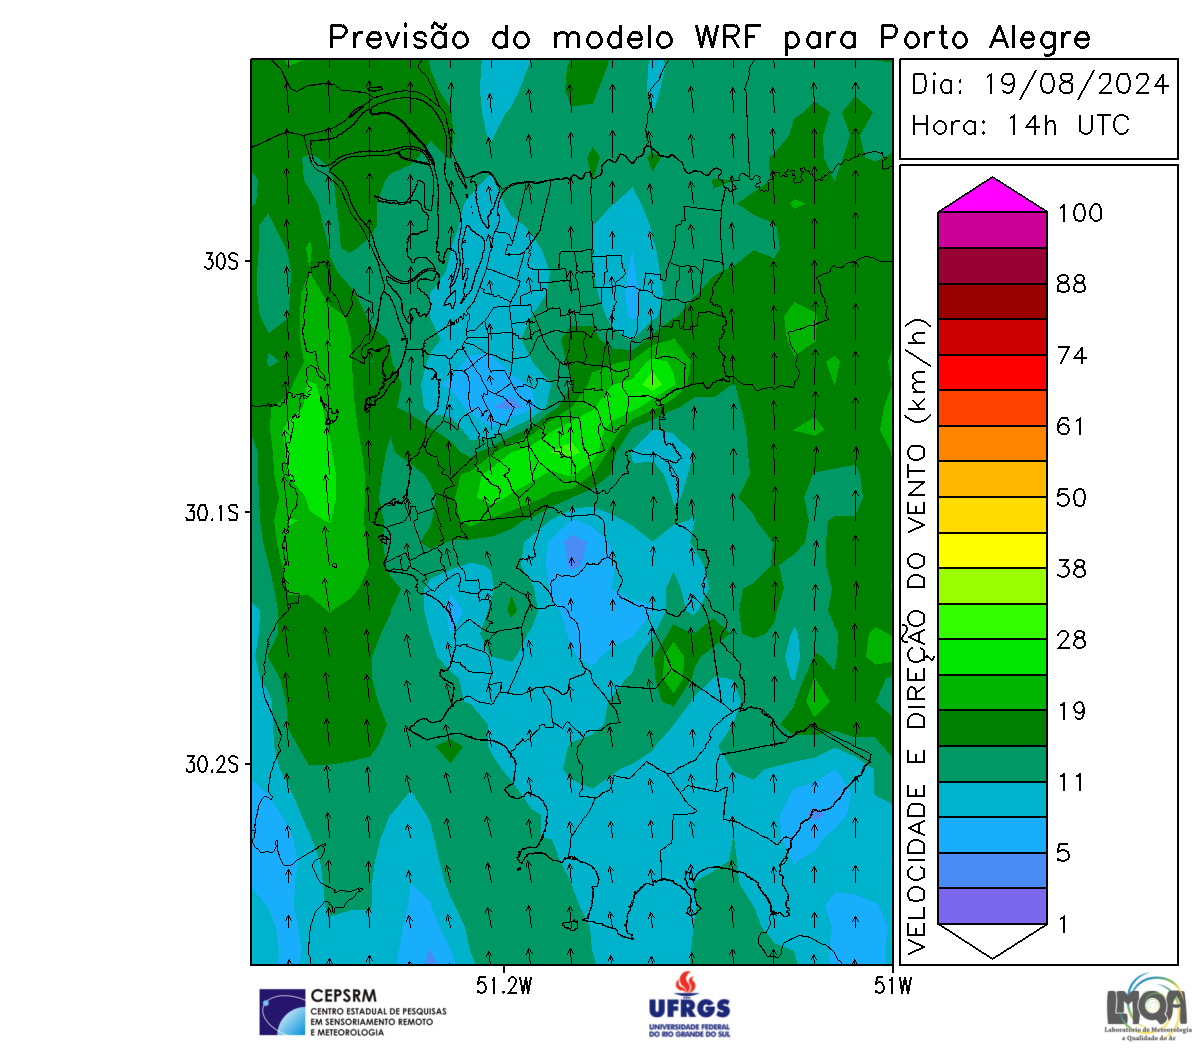 Previsão do modelo WRF para Porto Alegre
Dia: 19/08/2024
Hora: 14h UTC
30S
30.1S
30.2S
51.2W
51W
VELOCIDADE E DIREÇÃO DO VENTO (km/h)
100
88
74
61
50
38
28
19
11
5
1
CEPSRM
CENTRO ESTADUAL DE PESQUISAS
EM SENSORIAMENTO REMOTO
E METEOROLOGIA
UFRGS
UNIVERSIDADE FEDERAL
DO RIO GRANDE DO SUL
LMQA
Laboratório de Meteorologia
e Qualidade do Ar